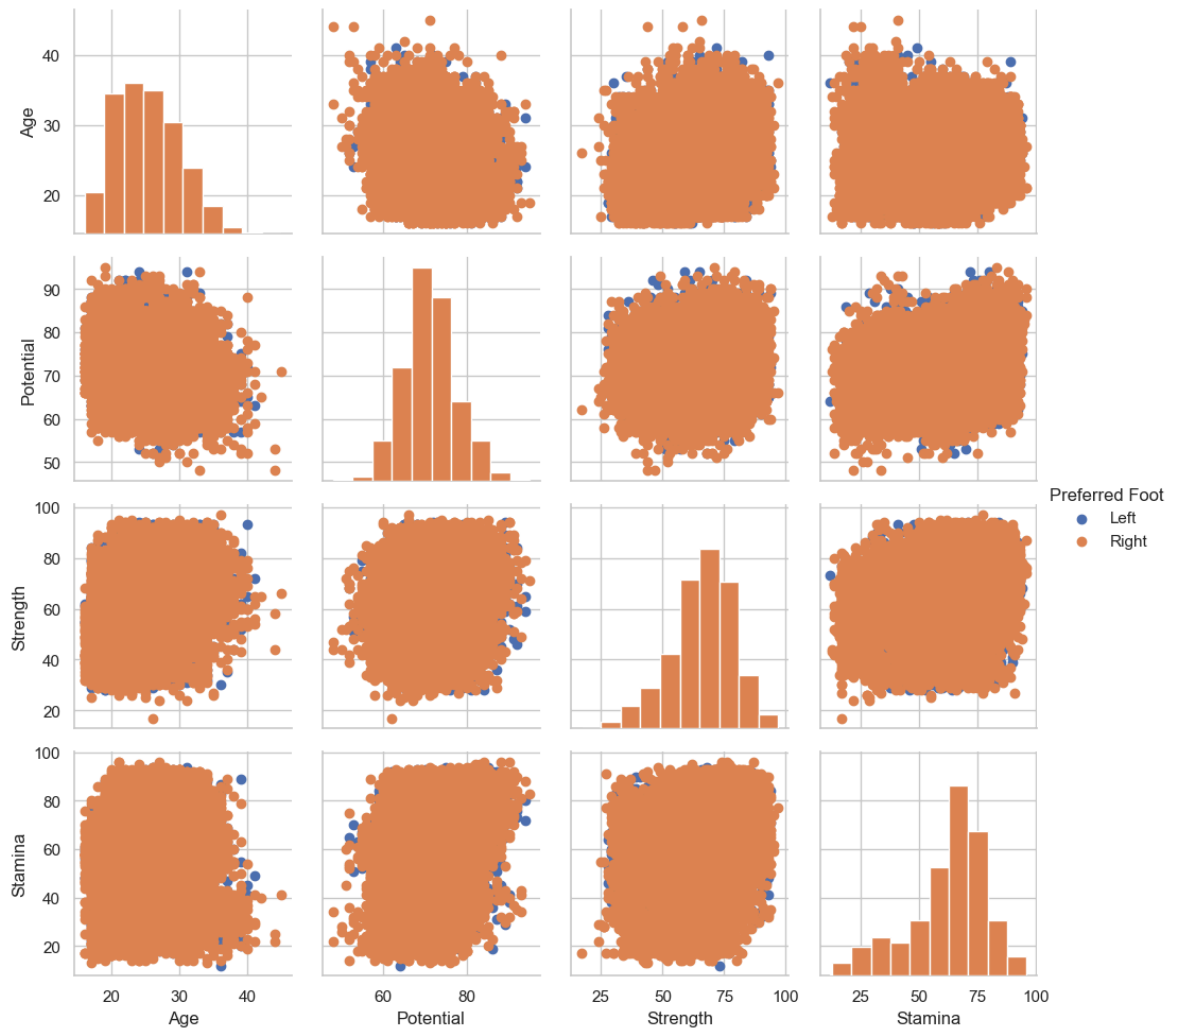 Age
40
30
20
Potential
90
80
70
60
50
Strength
100
80
60
40
20
Stamina
100
80
60
40
20
20 30 40
60 80
25 50 75 100
25 50 75 100
Age Potential Strength Stamina
Preferred Foot
Left
Right